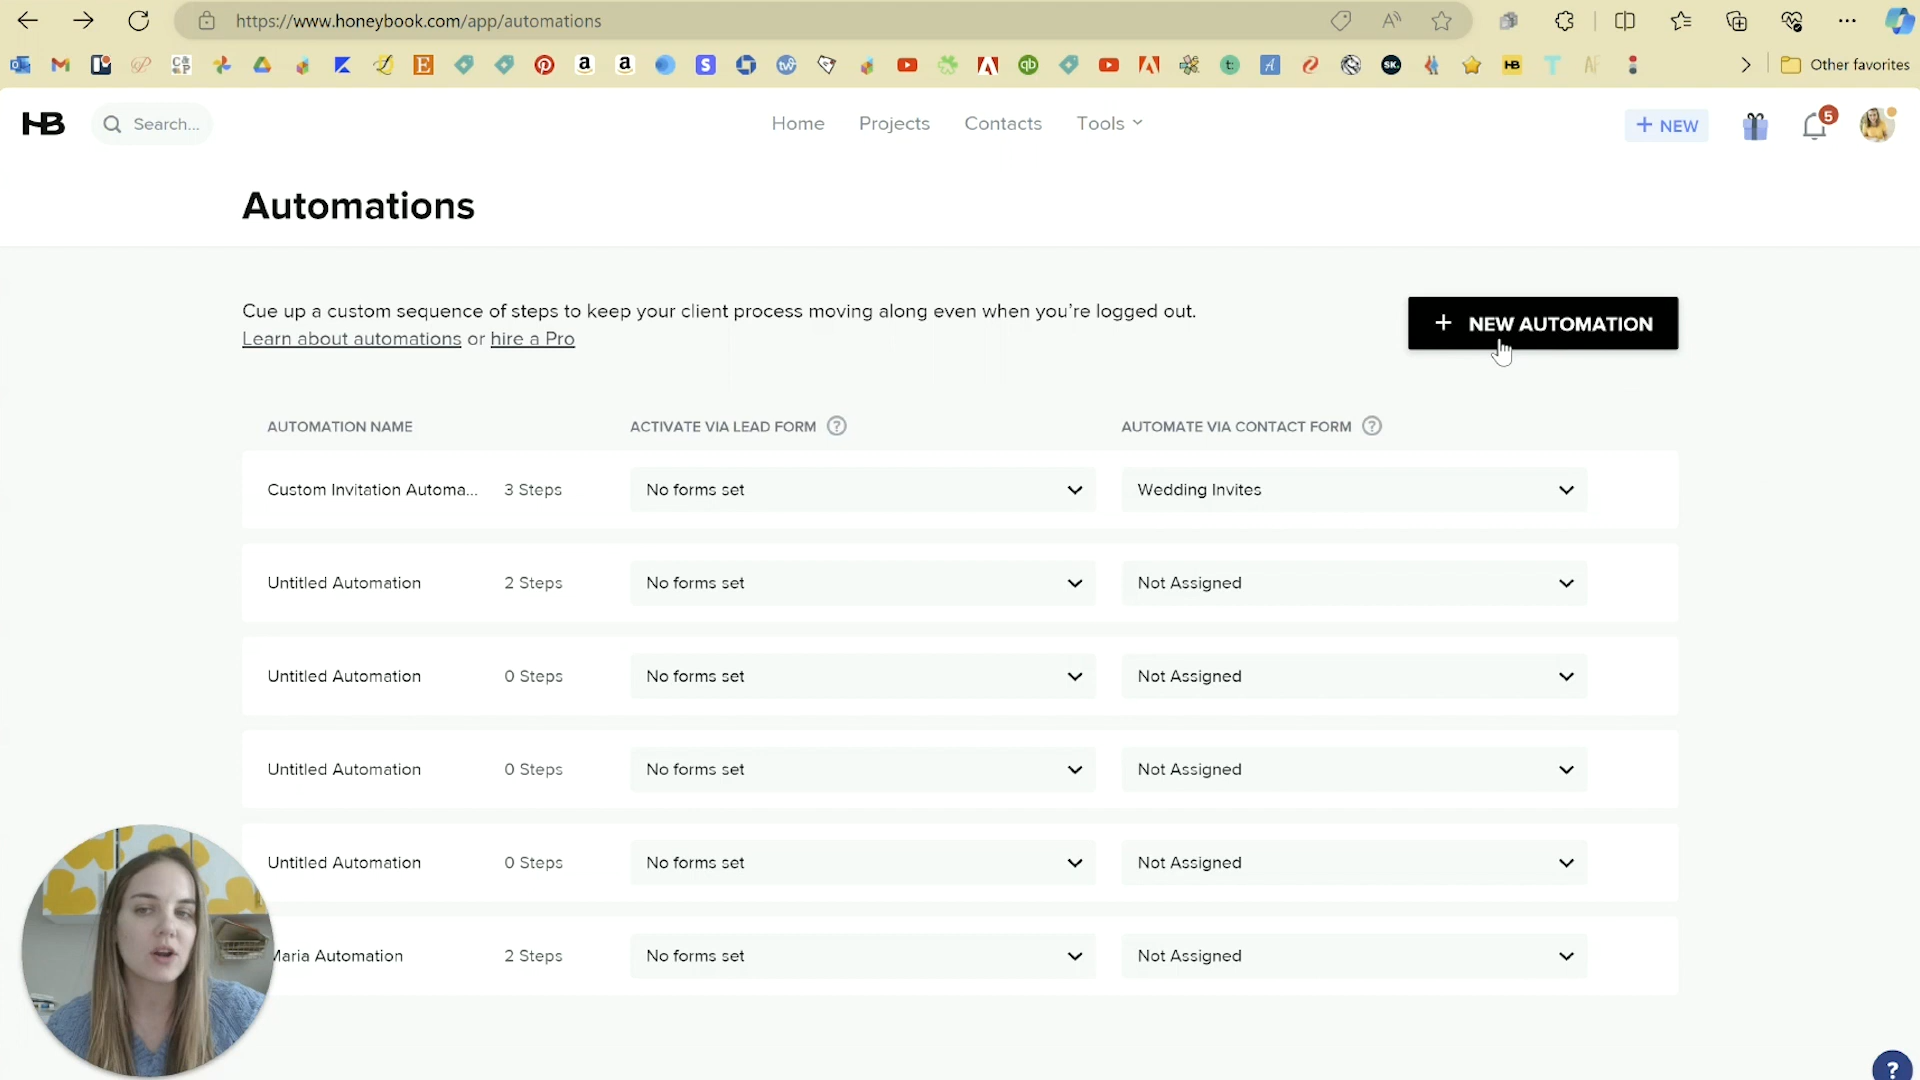 https://www.honeybook.com/app/automations
Other favorites
HB
Search...
Home
Projects
Contacts
Tools
+ NEW
5
Automations
Cue up a custom sequence of steps to keep your client process moving along even when you're logged out.
Learn about automations or hire a Pro
+ NEW AUTOMATION
AUTOMATION NAME
ACTIVATE VIA LEAD FORM ?
AUTOMATE VIA CONTACT FORM ?
Custom Invitation Automa... 3 Steps No forms set Wedding Invites
Untitled Automation 2 Steps No forms set Not Assigned
Untitled Automation 0 Steps No forms set Not Assigned
Untitled Automation 0 Steps No forms set Not Assigned
Untitled Automation 0 Steps No forms set Not Assigned
Maria Automation 2 Steps No forms set Not Assigned
?